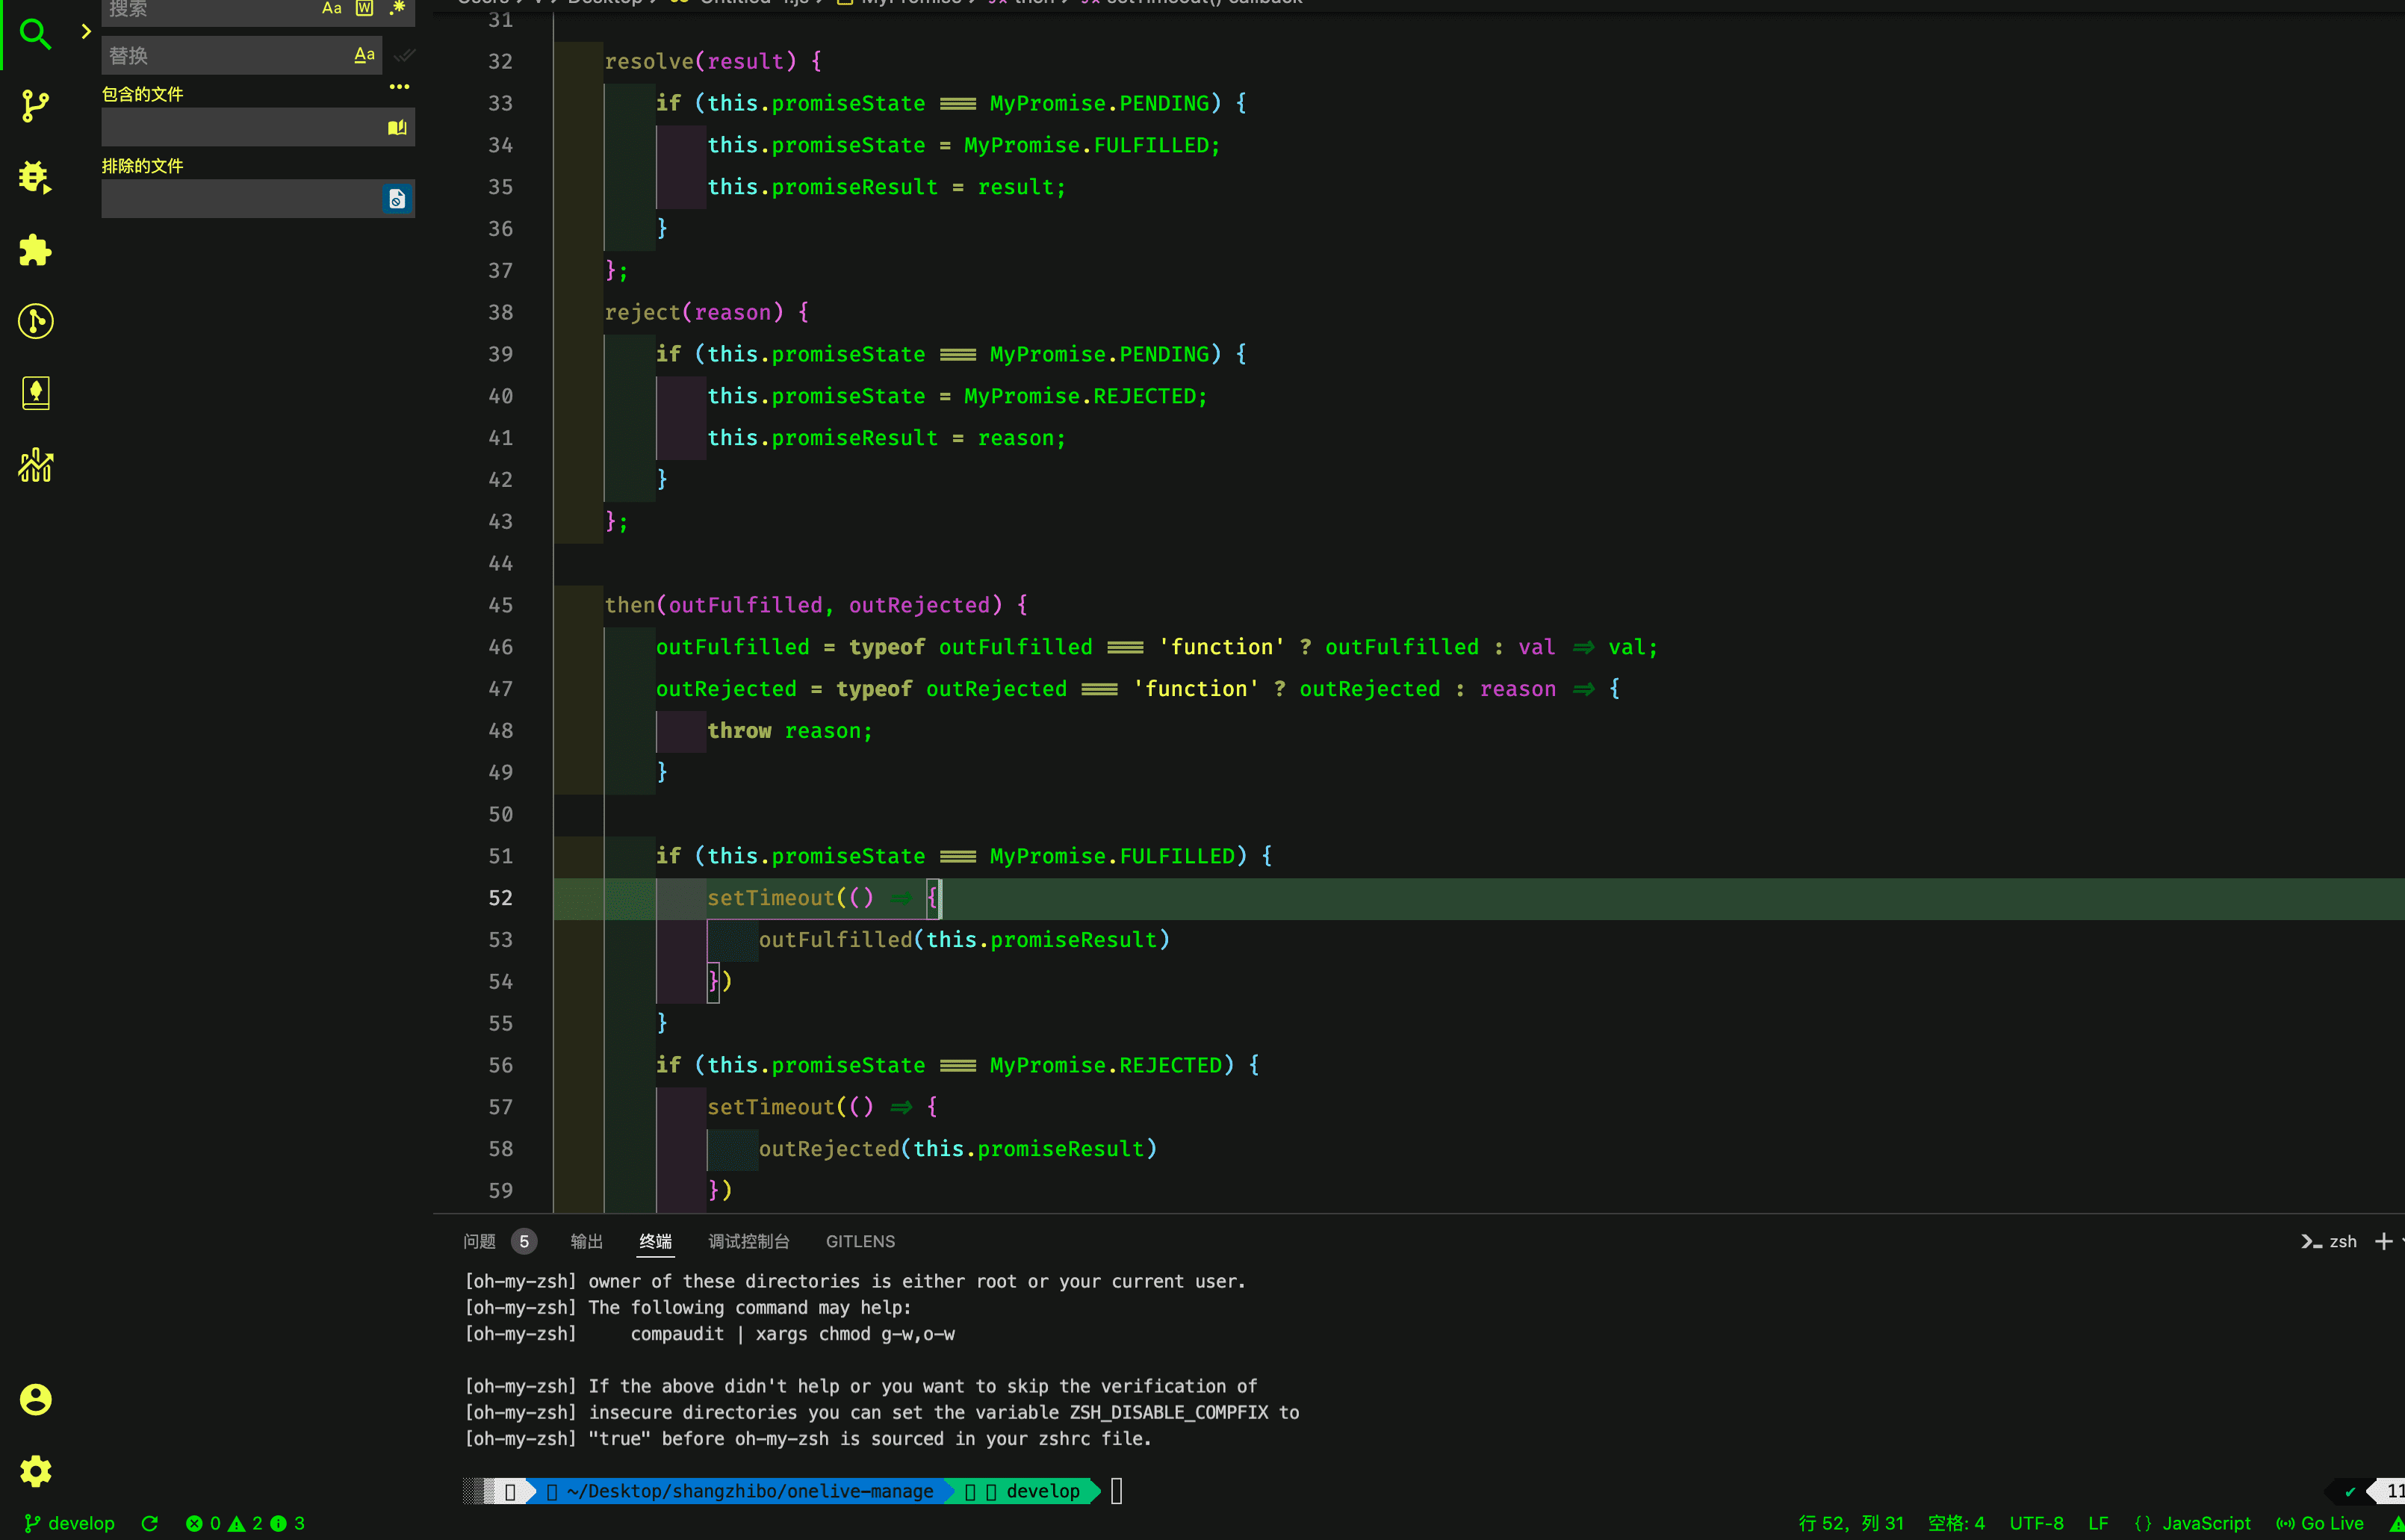 搜索
Aa
替换
Aa
包含的文件
排除的文件
31
32 resolve(result) {
33 if (this.promiseState === MyPromise.PENDING) {
34 this.promiseState = MyPromise.FULFILLED;
35 this.promiseResult = result;
36 }
37 };
38 reject(reason) {
39 if (this.promiseState === MyPromise.PENDING) {
40 this.promiseState = MyPromise.REJECTED;
41 this.promiseResult = reason;
42 }
43 };
44
45 then(outFulfilled, outRejected) {
46 outFulfilled = typeof outFulfilled === 'function' ? outFulfilled : val => val;
47 outRejected = typeof outRejected === 'function' ? outRejected : reason => {
48 throw reason;
49 }
50
51 if (this.promiseState === MyPromise.FULFILLED) {
52 setTimeout(() => {
53 outFulfilled(this.promiseResult)
54 })
55 }
56 if (this.promiseState === MyPromise.REJECTED) {
57 setTimeout(() => {
58 outRejected(this.promiseResult)
59 })
问题 5 输出 终端 调试控制台 GITLENS zsh
[oh-my-zsh] owner of these directories is either root or your current user.
[oh-my-zsh] The following command may help:
[oh-my-zsh] compaudit | xargs chmod g-w,o-w
[oh-my-zsh] If the above didn't help or you want to skip the verification of
[oh-my-zsh] insecure directories you can set the variable ZSH_DISABLE_COMPFIX to
[oh-my-zsh] "true" before oh-my-zsh is sourced in your zshrc file.
~/Desktop/shangzhibo/onelive-manage develop
develop 0 2 3 行 52，列 31 空格: 4 UTF-8 LF {} JavaScript Go Live